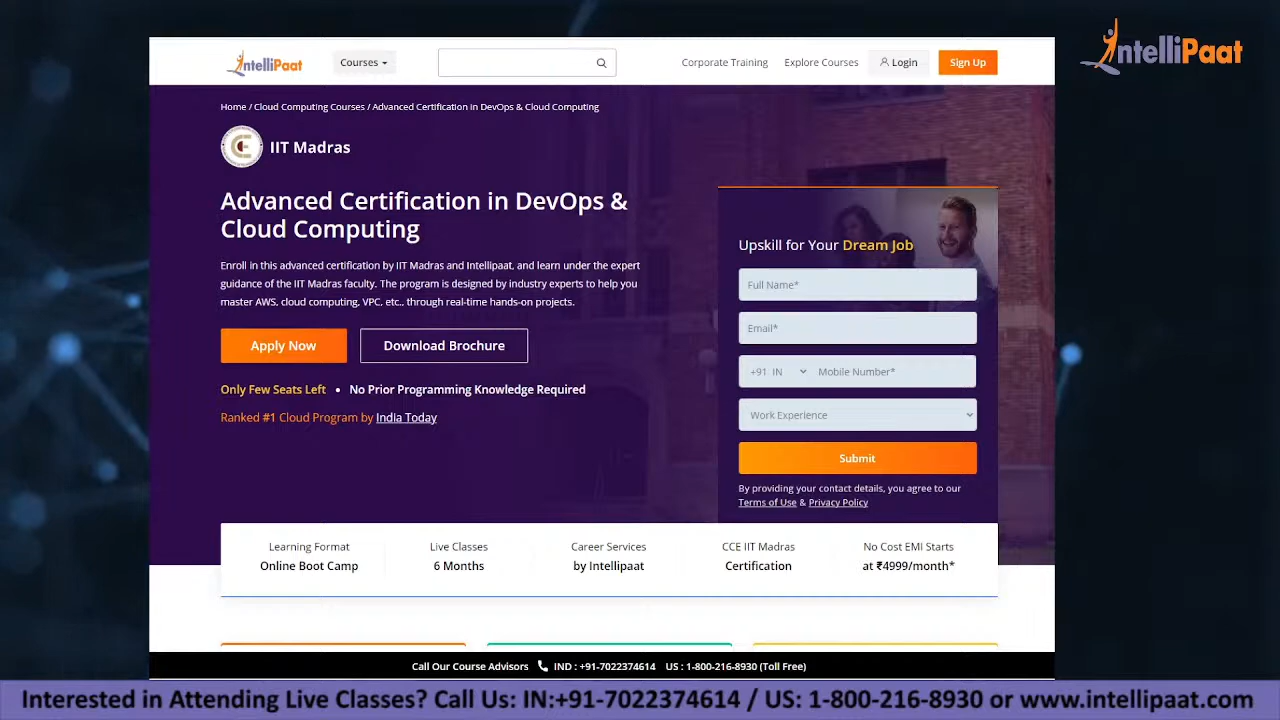 IntelliPaat
IntelliPaat
Courses
Corporate Training
Explore Courses
Login
Sign Up
Home / Cloud Computing Courses / Advanced Certification in DevOps & Cloud Computing
IIT Madras
Advanced Certification in DevOps &
Cloud Computing
Enroll in this advanced certification by IIT Madras and Intellipaat, and learn under the expert
guidance of the IIT Madras faculty. The program is designed by industry experts to help you
master AWS, cloud computing, VPC, etc., through real-time hands-on projects.
Apply Now
Download Brochure
Only Few Seats Left • No Prior Programming Knowledge Required
Ranked #1 Cloud Program by India Today
Upskill for Your Dream Job
Full Name*
Email*
+91 IN
Mobile Number*
Work Experience
Submit
By providing your contact details, you agree to our
Terms of Use & Privacy Policy
Learning Format
Online Boot Camp
Live Classes
6 Months
Career Services
by Intellipaat
CCE IIT Madras
Certification
No Cost EMI Starts
at ₹4999/month*
Call Our Course Advisors IND : +91-7022374614 US : 1-800-216-8930 (Toll Free)
Interested in Attending Live Classes? Call Us: IN:+91-7022374614 / US: 1-800-216-8930 or www.intellipaat.com